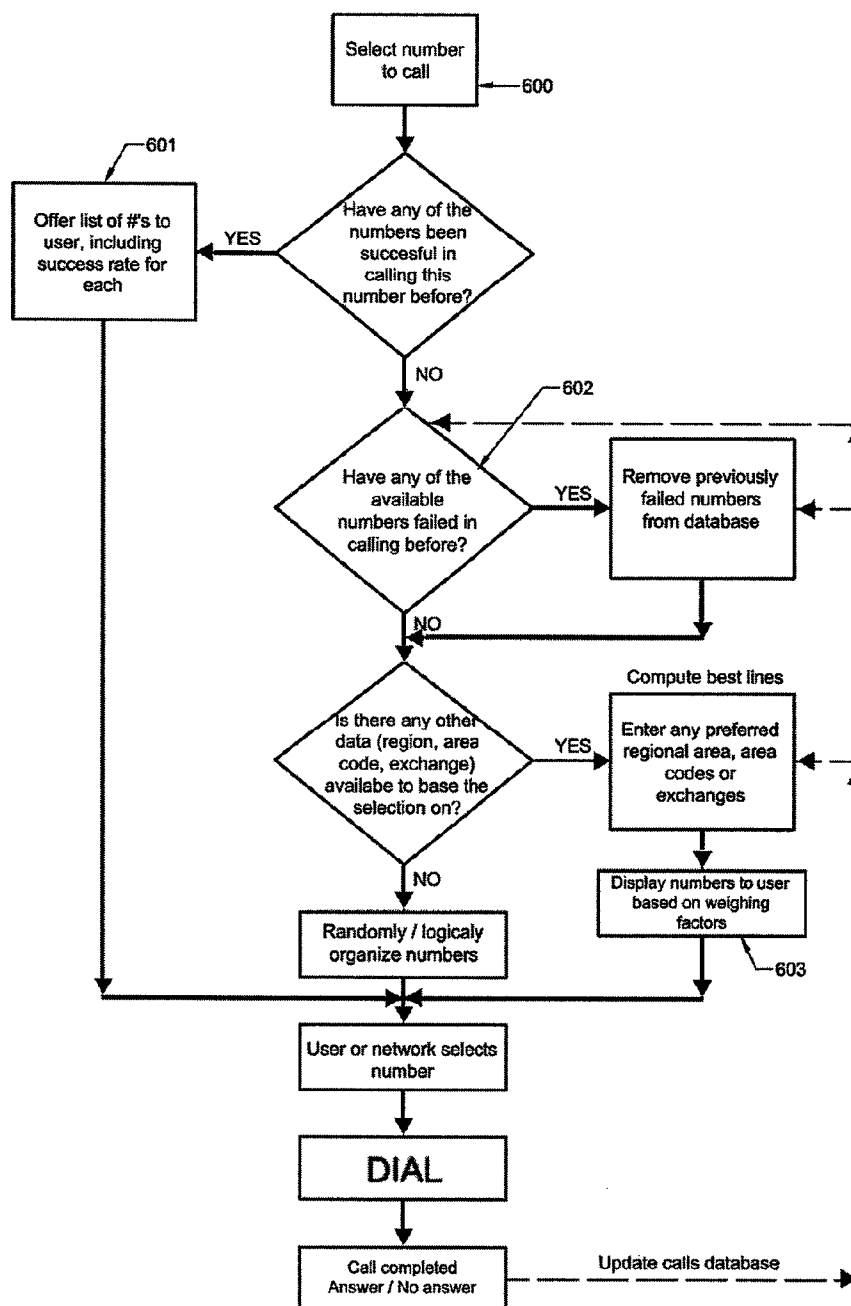 Select number
to call
600
601
Offer list of #'s to
user, including
success rate for
each
YES
Have any of the
numbers been
succesful in
calling this
number before?
NO
602
Have any of the
available
numbers failed in
calling before?
YES
Remove previously
failed numbers
from database
NO
Compute best lines
Is there any other
data (region, area
code, exchange)
availabe to base the
selection on?
YES
Enter any preferred
regional area, area
codes or
exchanges
NO
Display numbers to user
based on weighing
factors
603
Randomly / logicaly
organize numbers
User or network selects
number
DIAL
Call completed
Answer / No answer
Update calls database